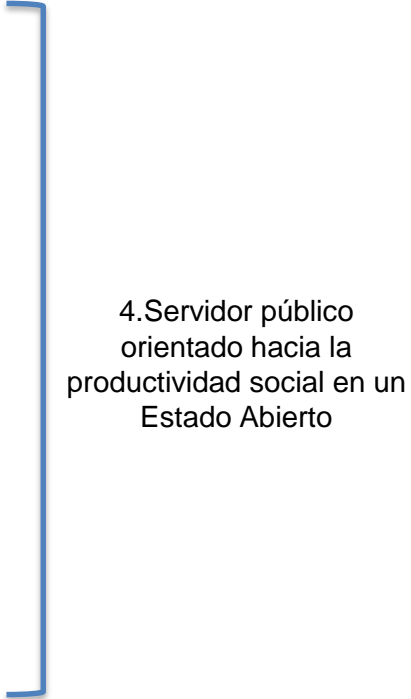 4.Servidor público
orientado hacia la
productividad social en un
Estado Abierto